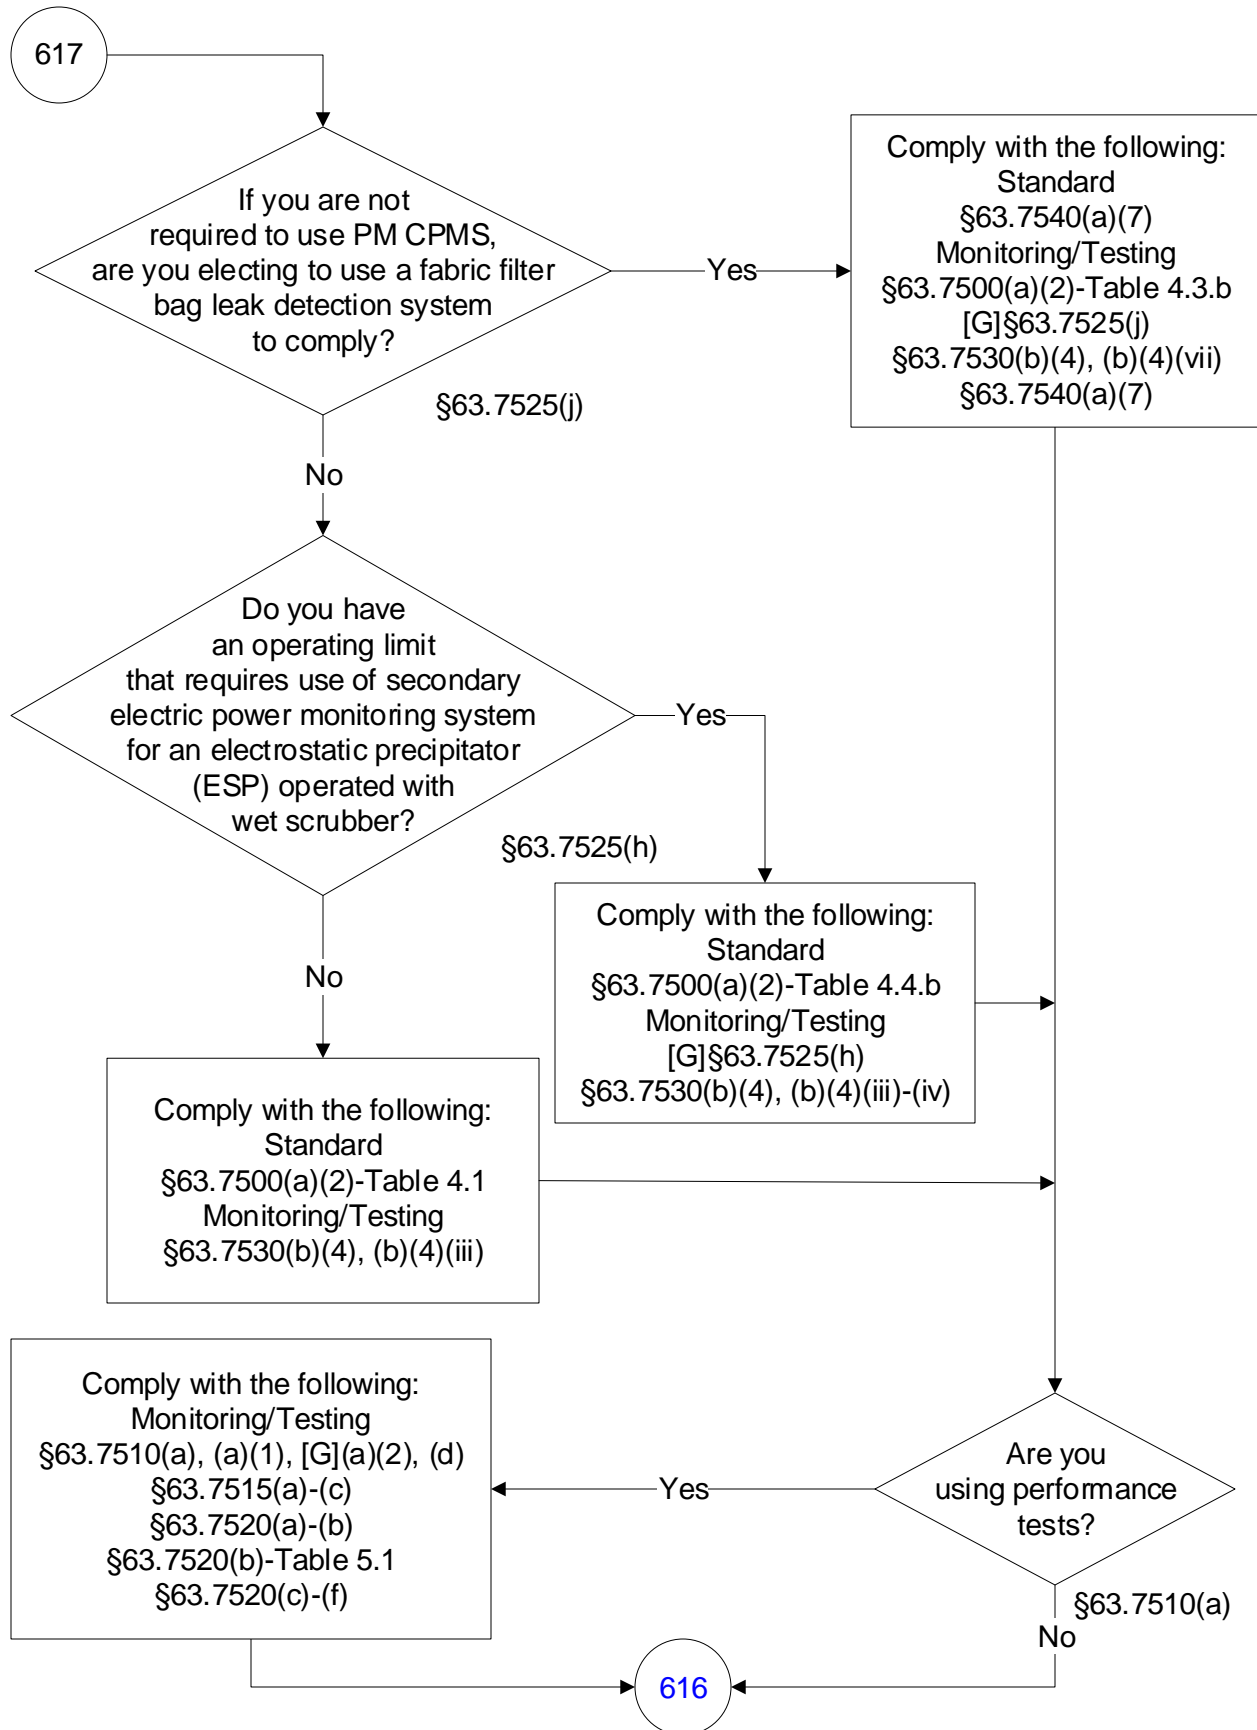 617
If you are not
required to use PM CPMS,
are you electing to use a fabric filter
bag leak detection system
to comply?
Yes
Comply with the following:
Standard
§63.7540(a)(7)
Monitoring/Testing
§63.7500(a)(2)-Table 4.3.b
[G]§63.7525(j)
§63.7530(b)(4), (b)(4)(vii)
§63.7540(a)(7)
§63.7525(j)
No
Do you have
an operating limit
that requires use of secondary
electric power monitoring system
for an electrostatic precipitator
(ESP) operated with
wet scrubber?
Yes
§63.7525(h)
Comply with the following:
Standard
§63.7500(a)(2)-Table 4.4.b
Monitoring/Testing
[G]§63.7525(h)
§63.7530(b)(4), (b)(4)(iii)-(iv)
No
Comply with the following:
Standard
§63.7500(a)(2)-Table 4.1
Monitoring/Testing
§63.7530(b)(4), (b)(4)(iii)
Are you
using performance
tests?
§63.7510(a)
Yes
Comply with the following:
Monitoring/Testing
§63.7510(a), (a)(1), [G](a)(2), (d)
§63.7515(a)-(c)
§63.7520(a)-(b)
§63.7520(b)-Table 5.1
§63.7520(c)-(f)
No
616